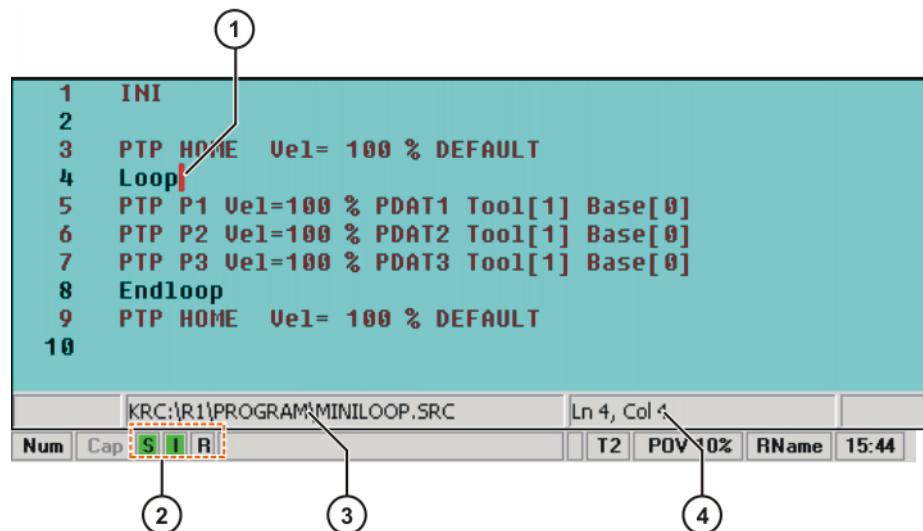 1
1 INI
2
3 PTP HOME Vel= 100 % DEFAULT
4 Loop
5 PTP P1 Vel=100 % PDAT1 Tool[1] Base[0]
6 PTP P2 Vel=100 % PDAT2 Tool[1] Base[0]
7 PTP P3 Vel=100 % PDAT3 Tool[1] Base[0]
8 Endloop
9 PTP HOME Vel= 100 % DEFAULT
10
KRC:\R1\PROGRAM\MINILOOP.SRC Ln 4, Col 4
Num Cap S I R T2 POV 10% RName 15:44
2 3 4